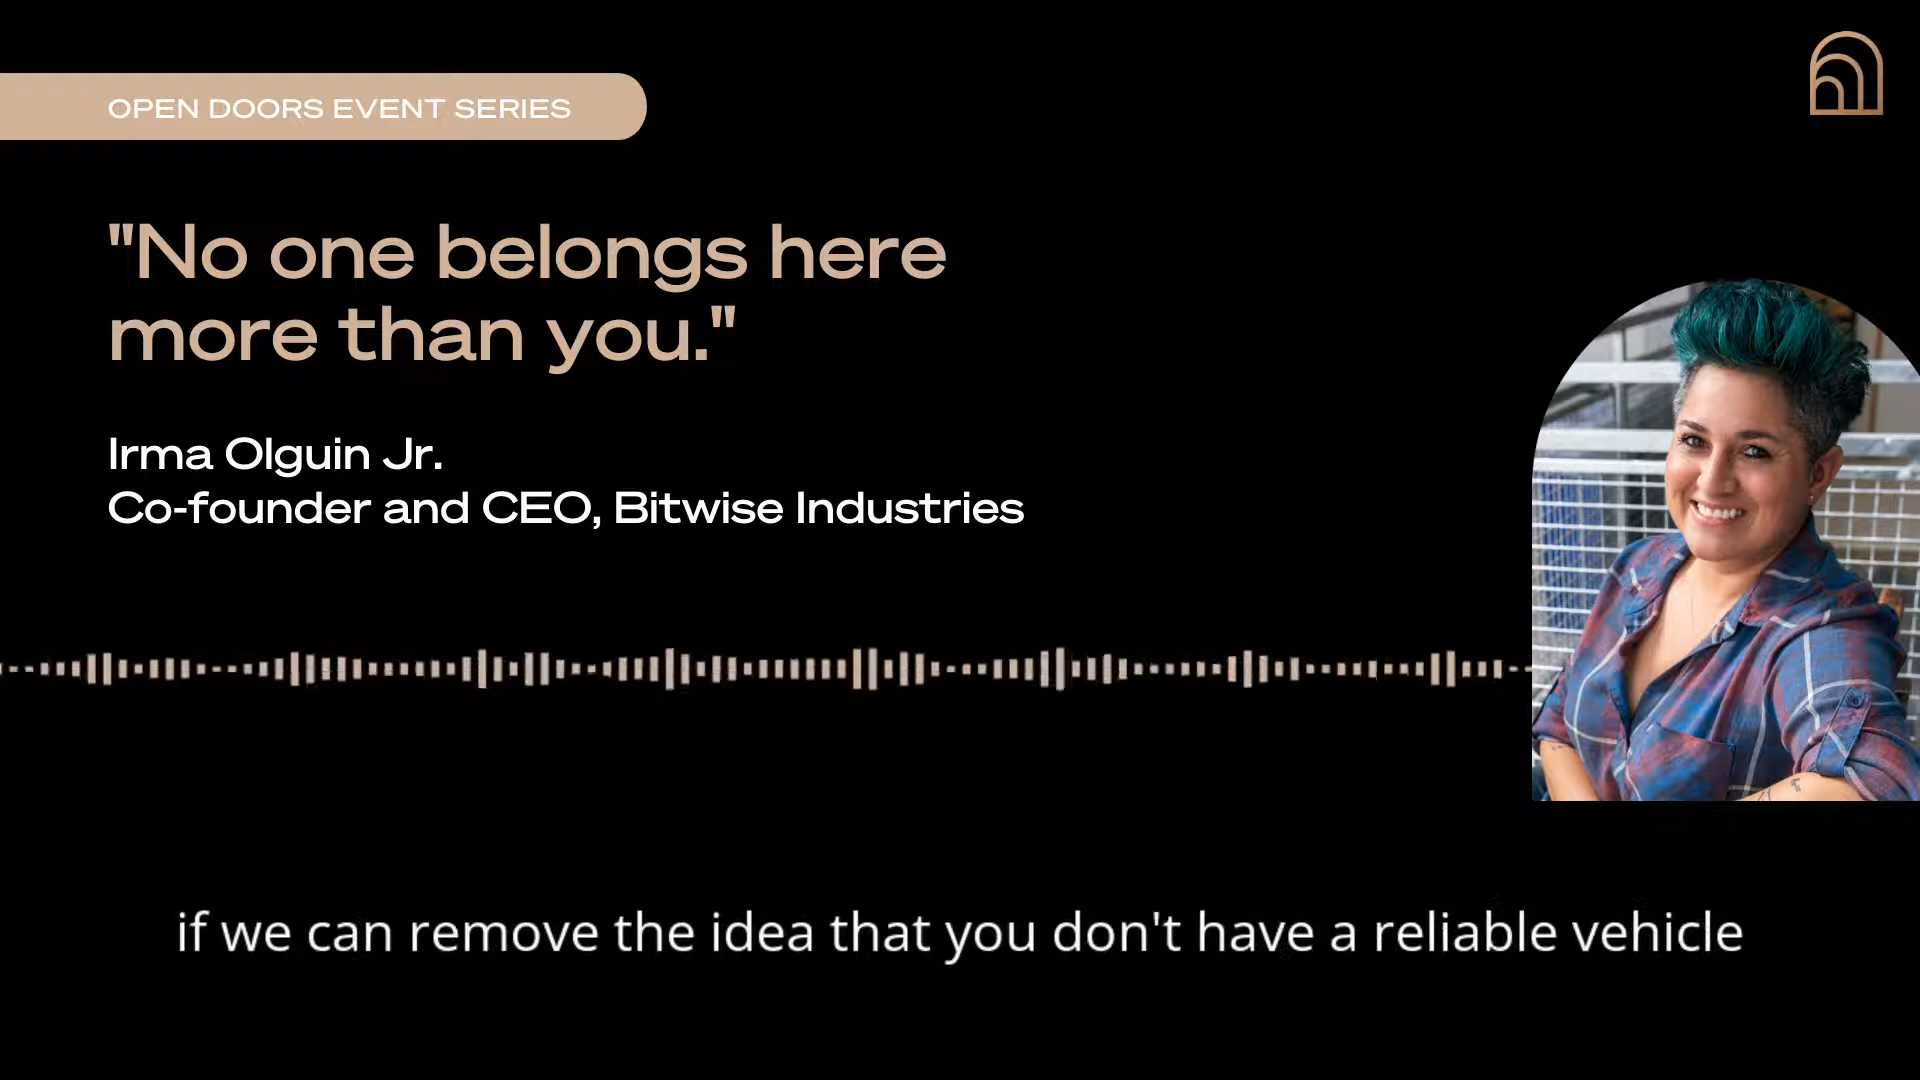 OPEN DOORS EVENT SERIES
"No one belongs here
more than you."
Irma Olguin Jr.
Co-founder and CEO, Bitwise Industries
if we can remove the idea that you don't have a reliable vehicle